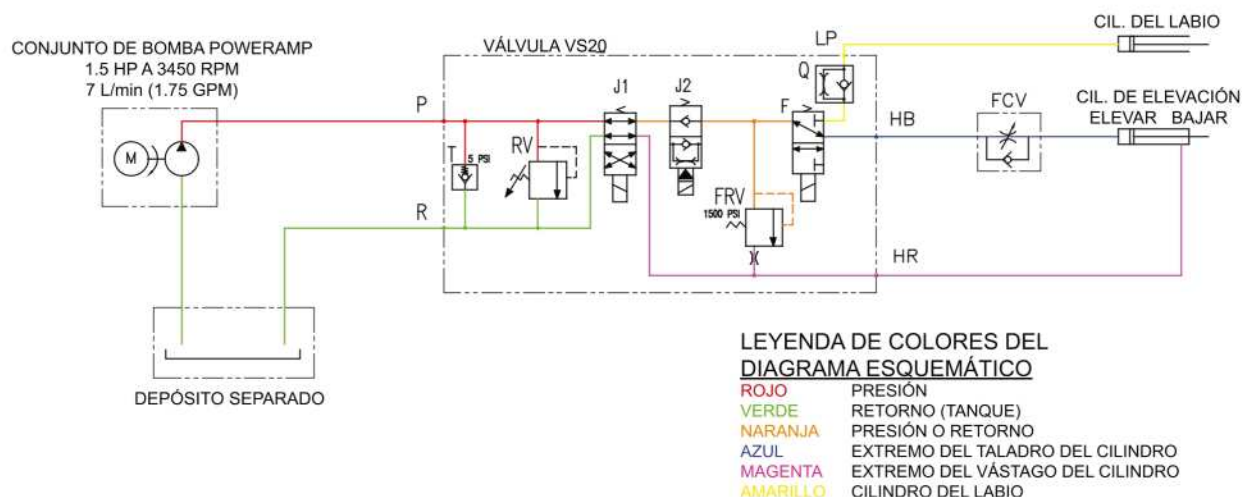 CONJUNTO DE BOMBA POWERAMP
1.5 HP A 3450 RPM
7 L/min (1.75 GPM)
M
P
R
DEPÓSITO SEPARADO
VÁLVULA VS20
T
5 PSI
RV
J1
J2
FRV
1500 PSI
F
Q
LP
HB
HR
FCV
CIL. DEL LABIO
CIL. DE ELEVACIÓN
ELEVAR BAJAR
LEYENDA DE COLORES DEL
DIAGRAMA ESQUEMÁTICO
ROJO PRESIÓN
VERDE RETORNO (TANQUE)
NARANJA PRESIÓN O RETORNO
AZUL EXTREMO DEL TALADRO DEL CILINDRO
MAGENTA EXTREMO DEL VÁSTAGO DEL CILINDRO
AMARILLO CILINDRO DEL LABIO